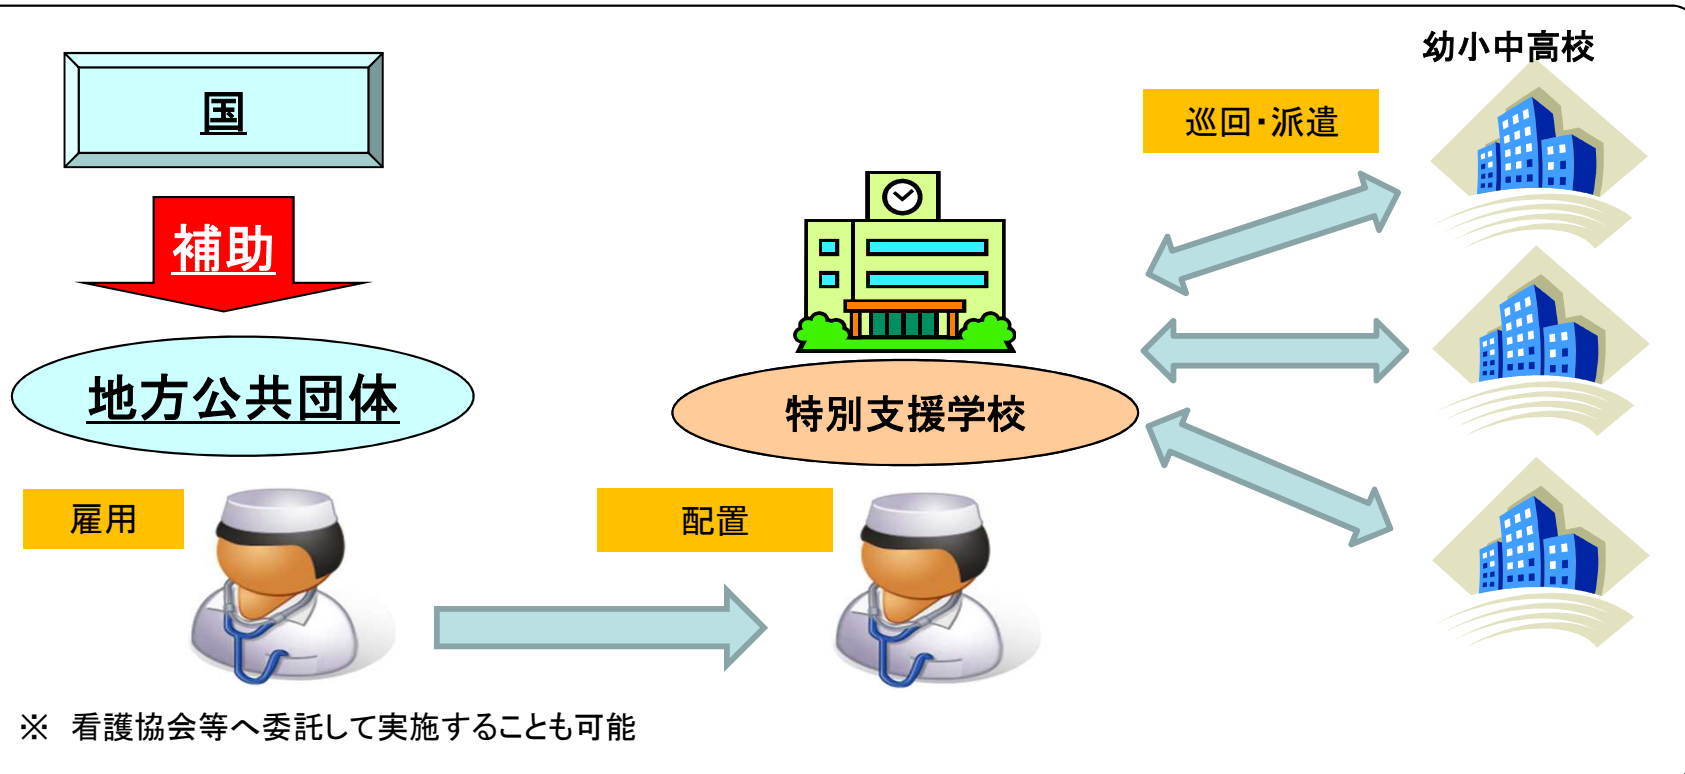 国
補助
地方公共団体
雇用
配置
特別支援学校
巡回・派遣
幼小中高校
※ 看護協会等へ委託して実施することも可能